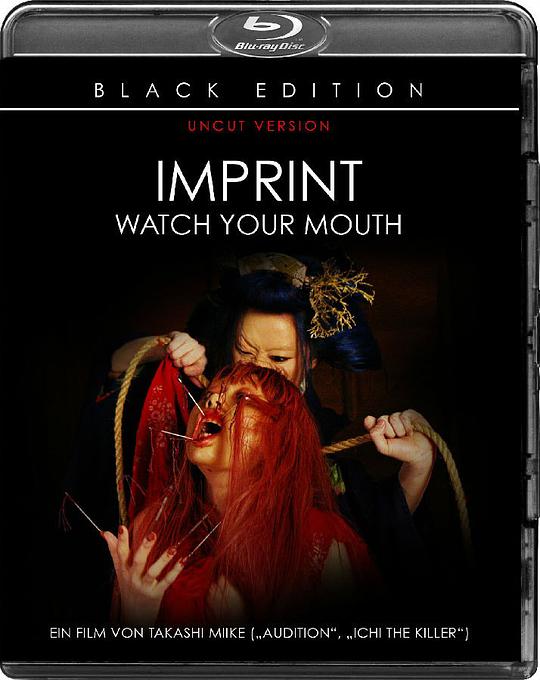 Blu-ray Disc
BLACK EDITION
UNCUT VERSION
IMPRINT
WATCH YOUR MOUTH
EIN FILM VON TAKASHI MIIKE („AUDITION“, „ICHI THE KILLER“)